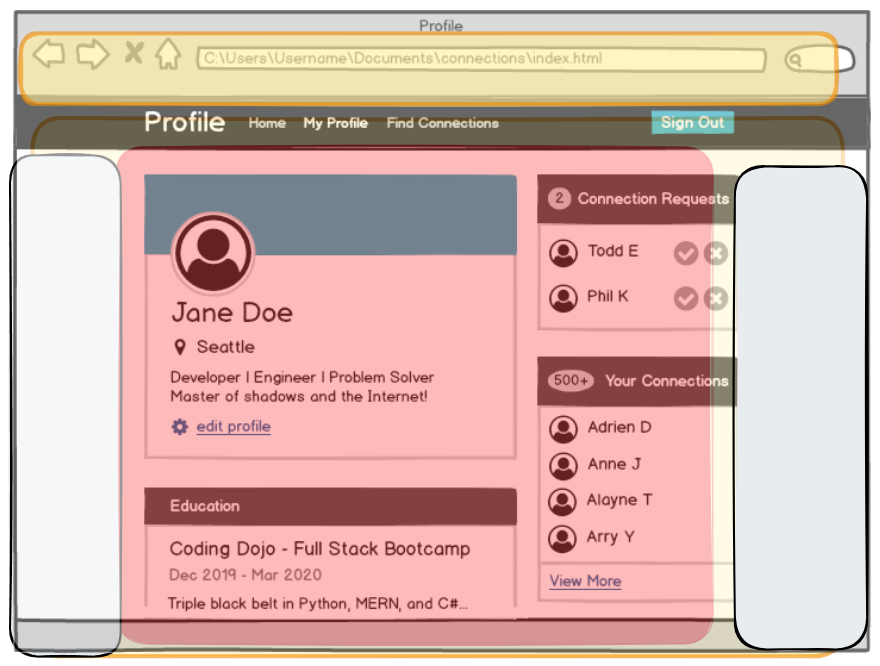 Profile
C:\Users\Username\Documents\connections\index.html
Profile Home My Profile Find Connections Sign Out
2 Connection Requests
Todd E
Phil K
Jane Doe
Seattle
Developer | Engineer | Problem Solver
Master of shadows and the Internet!
edit profile
500+ Your Connections
Adrien D
Anne J
Alayne T
Arry Y
View More
Education
Coding Dojo - Full Stack Bootcamp
Dec 2019 - Mar 2020
Triple black belt in Python, MERN, and C#...